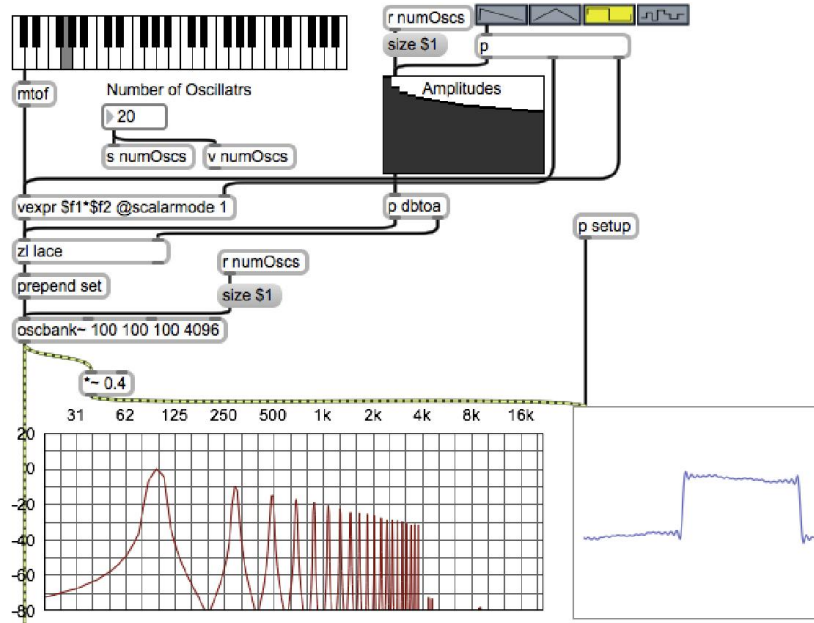 r numOscs
size $1
p
mtof
Number of Oscillatrs
20
Amplitudes
s numOscs
v numOscs
vexpr $f1*$f2 @scalarmode 1
p dbtoa
p setup
zl lace
r numOscs
prepend set
size $1
oscbank~ 100 100 100 4096
*~ 0.4
31 62 125 250 500 1k 2k 4k 8k 16k
20
0
-20
-40
-60
-80